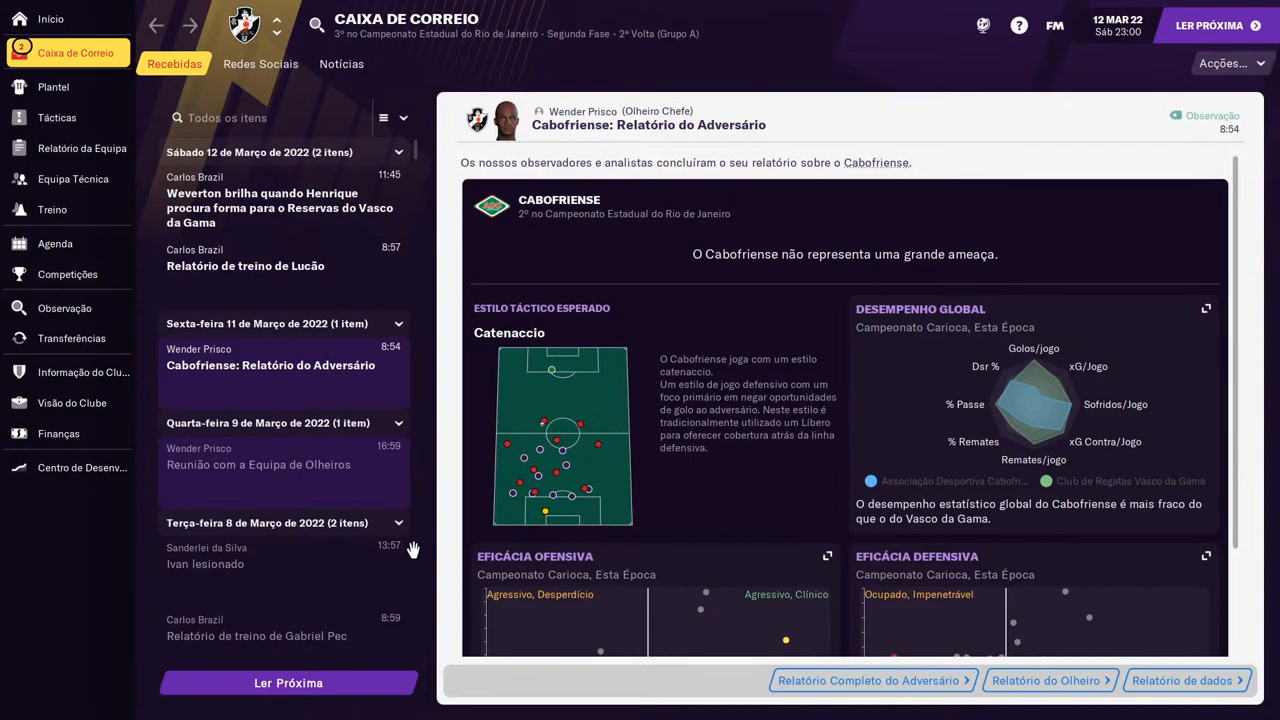 Início
2
Caixa de Correio
Plantel
Tácticas
Relatório da Equipa
Equipa Técnica
Treino
Agenda
Competições
Observação
Transferências
Informação do Clu...
Visão do Clube
Finanças
Centro de Desenv...
CAIXA DE CORREIO
3º no Campeonato Estadual do Rio de Janeiro - Segunda Fase - 2ª Volta (Grupo A)
FM
12 MAR 22
Sáb 23:00
LER PRÓXIMA
Recebidas
Redes Sociais
Notícias
Acções...
Todos os itens
Sábado 12 de Março de 2022 (2 itens)
Carlos Brazil
11:45
Weverton brilha quando Henrique
procura forma para o Reservas do Vasco
da Gama
Carlos Brazil
8:57
Relatório de treino de Lucão
Sexta-feira 11 de Março de 2022 (1 item)
Wender Prisco
8:54
Cabofriense: Relatório do Adversário
Quarta-feira 9 de Março de 2022 (1 item)
Wender Prisco
16:59
Reunião com a Equipa de Olheiros
Terça-feira 8 de Março de 2022 (2 itens)
Sanderlei da Silva
13:57
Ivan lesionado
Carlos Brazil
8:59
Relatório de treino de Gabriel Pec
Ler Próxima
Wender Prisco (Olheiro Chefe)
Cabofriense: Relatório do Adversário
Observação
8:54
Os nossos observadores e analistas concluíram o seu relatório sobre o Cabofriense.
CABOFRIENSE
2º no Campeonato Estadual do Rio de Janeiro
O Cabofriense não representa uma grande ameaça.
ESTILO TÁCTICO ESPERADO
Catenaccio
O Cabofriense joga com um estilo
catenaccio.
Um estilo de jogo defensivo com um
foco primário em negar oportunidades
de golo ao adversário. Neste estilo é
tradicionalmente utilizado um Líbero
para oferecer cobertura atrás da linha
defensiva.
DESEMPENHO GLOBAL
Campeonato Carioca, Esta Época
Golos/jogo
Dsr %
xG/Jogo
% Passe
Sofridos/Jogo
% Remates
xG Contra/Jogo
Remates/jogo
Associação Desportiva Cabofri...
Club de Regatas Vasco da Gama
O desempenho estatístico global do Cabofriense é mais fraco do
que o do Vasco da Gama.
EFICÁCIA OFENSIVA
Campeonato Carioca, Esta Época
Agressivo, Desperdício
Agressivo, Clínico
EFICÁCIA DEFENSIVA
Campeonato Carioca, Esta Época
Ocupado, Impenetrável
Relatório Completo do Adversário
Relatório do Olheiro
Relatório de dados